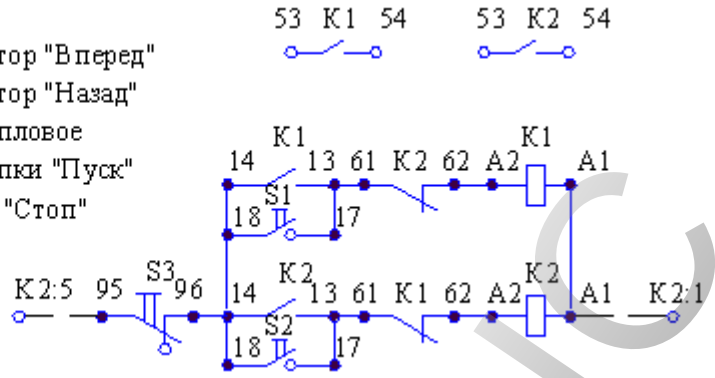 53 K1 54 53 K2 54
тор "Вперед"
тор "Назад"
пловое
пки "Пуск"
"Стоп"
K1 K1
14 13 61 K2 62 A2 A1
S1
18 17
K2:5 95 S3 96 14 K2 13 61 K1 62 A2 K2 A1 K2:1
S2
18 17